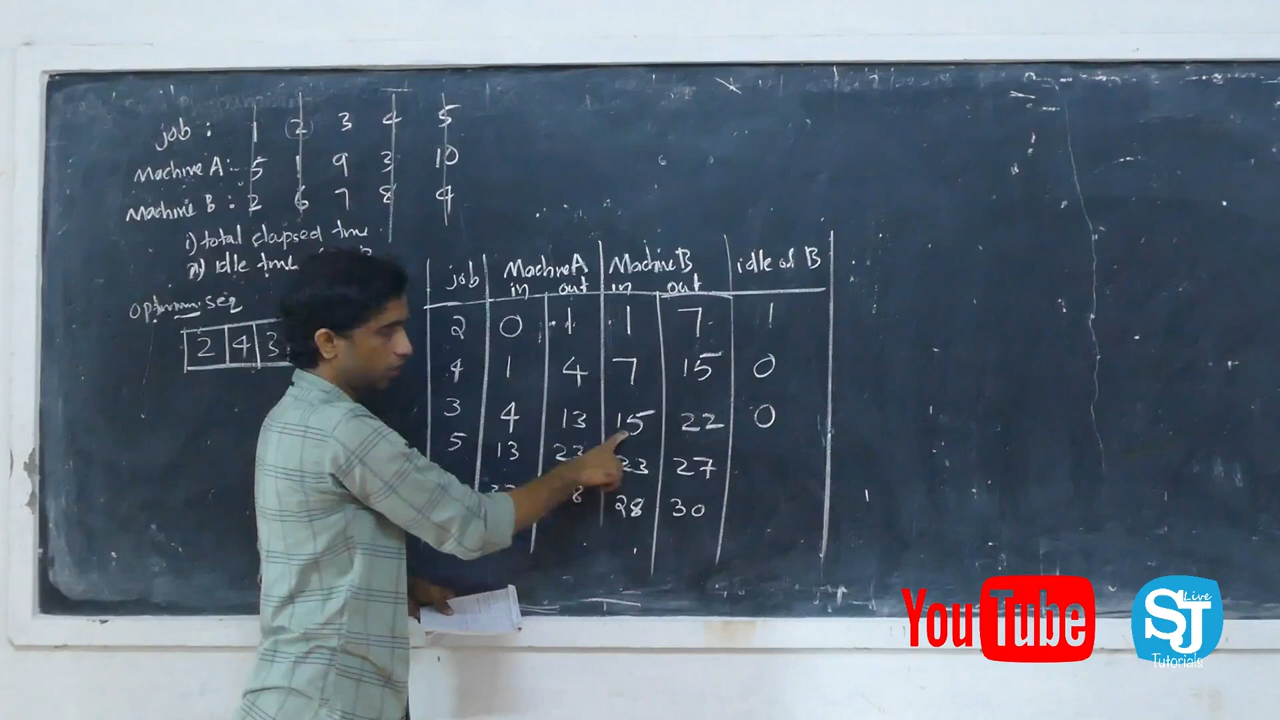 job : 1 2 3 4 5
Machine A :- 5 1 9 3 10
Machine B : 2 6 7 8 4
i) total elapsed time
ii) Idle time
optimum seq
2 4 3
job Machine A Machine B idle of B
in out in out
2 0 1 1 7 1
4 1 4 7 15 0
3 4 13 15 22 0
5 13 23 23 27
8 28 30
YouTube
SJ Live
Tutorials